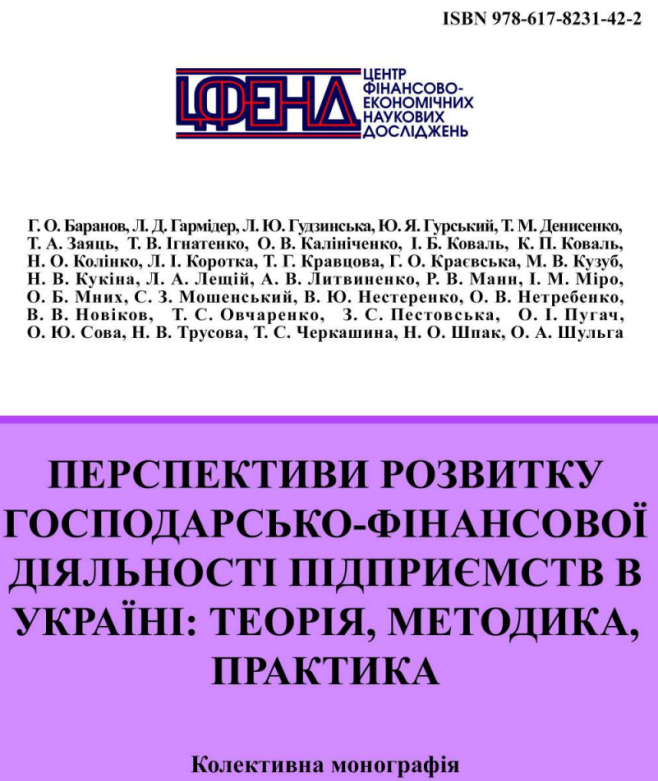 ISBN 978-617-8231-42-2
ЦФЕНД
ЦЕНТР
ФІНАНСОВО-
ЕКОНОМІЧНИХ
НАУКОВИХ
ДОСЛІДЖЕНЬ
Г. О. Баранов, Л. Д. Гармідер, Л. Ю. Гудзинська, Ю. Я. Гурський, Т. М. Денисенко,
Т. А. Заяць, Т. В. Ігнатенко, О. В. Калініченко, І. Б. Коваль, К. П. Коваль,
Н. О. Колінко, Л. І. Коротка, Т. Г. Кравцова, Г. О. Краєвська, М. В. Кузуб,
Н. В. Кукіна, Л. А. Лещій, А. В. Литвиненко, Р. В. Манн, І. М. Міро,
О. Б. Мних, С. З. Мошенський, В. Ю. Нестеренко, О. В. Нетребенко,
В. В. Новіков, Т. С. Овчаренко, З. С. Пестовська, О. І. Пугач,
О. Ю. Сова, Н. В. Трусова, Т. С. Черкашина, Н. О. Шпак, О. А. Шульга
ПЕРСПЕКТИВИ РОЗВИТКУ
ГОСПОДАРСЬКО-ФІНАНСОВОЇ
ДІЯЛЬНОСТІ ПІДПРИЄМСТВ В
УКРАЇНІ: ТЕОРІЯ, МЕТОДИКА,
ПРАКТИКА
Колективна монографія